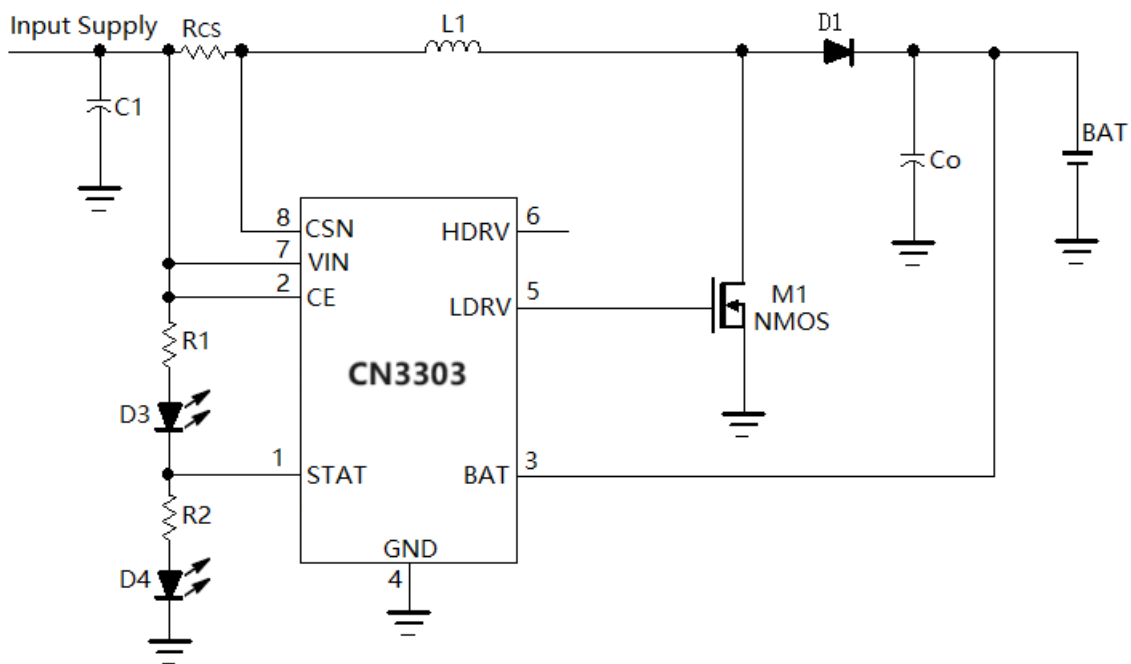 Input Supply
RCS
L1
D1
C1
Co
BAT
8
CSN
HDRV
6
7
VIN
2
CE
LDRV
5
M1
NMOS
R1
CN3303
D3
1
STAT
BAT
3
R2
GND
4
D4